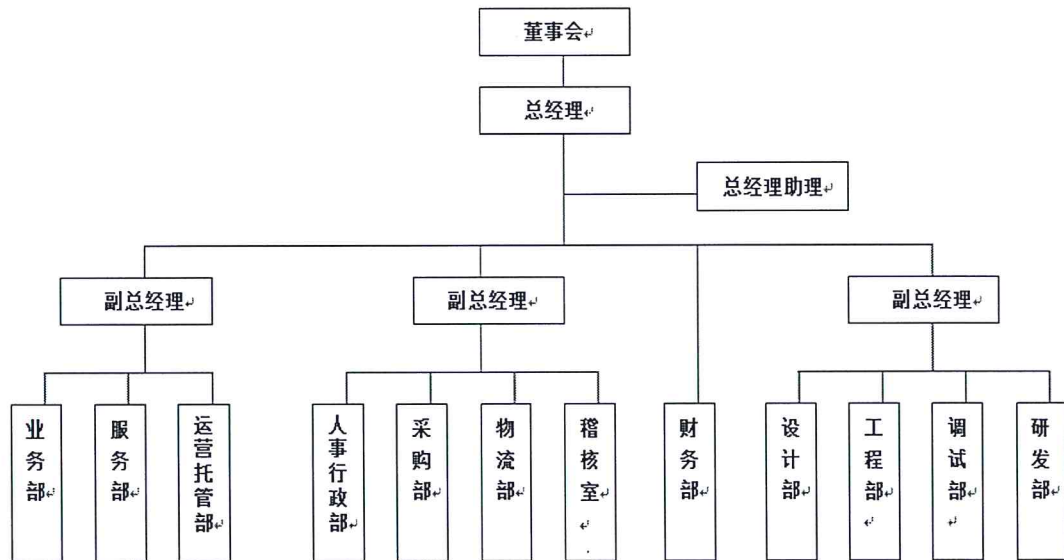 董事会
总经理
总经理助理
副总经理
副总经理
副总经理
业务部
服务部
运营托管部
人事行政部
采购部
物流部
稽核室
财务部
设计部
工程部
调试部
研发部